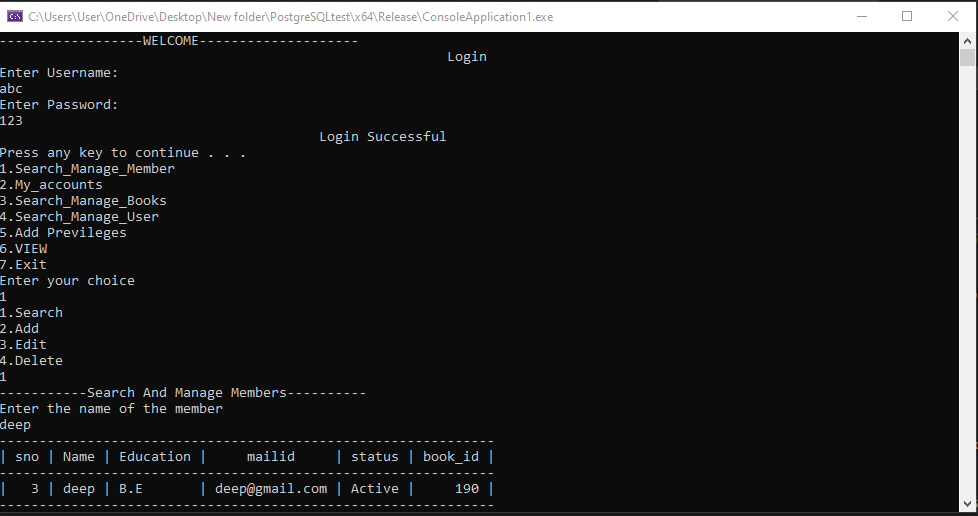 C:\Users\User\OneDrive\Desktop\New folder\PostgreSQLtest\x64\Release\ConsoleApplication1.exe
------------------WELCOME--------------------
Login
Enter Username:
abc
Enter Password:
123
Login Successful
Press any key to continue . . .
1.Search_Manage_Member
2.My_accounts
3.Search_Manage_Books
4.Search_Manage_User
5.Add Previleges
6.VIEW
7.Exit
Enter your choice
1
1.Search
2.Add
3.Edit
4.Delete
1
-----------Search And Manage Members----------
Enter the name of the member
deep
--------------------------------------------------------------
| sno | Name | Education |     mailid     | status | book_id |
--------------------------------------------------------------
|   3 | deep | B.E       | deep@gmail.com | Active |     190 |
--------------------------------------------------------------